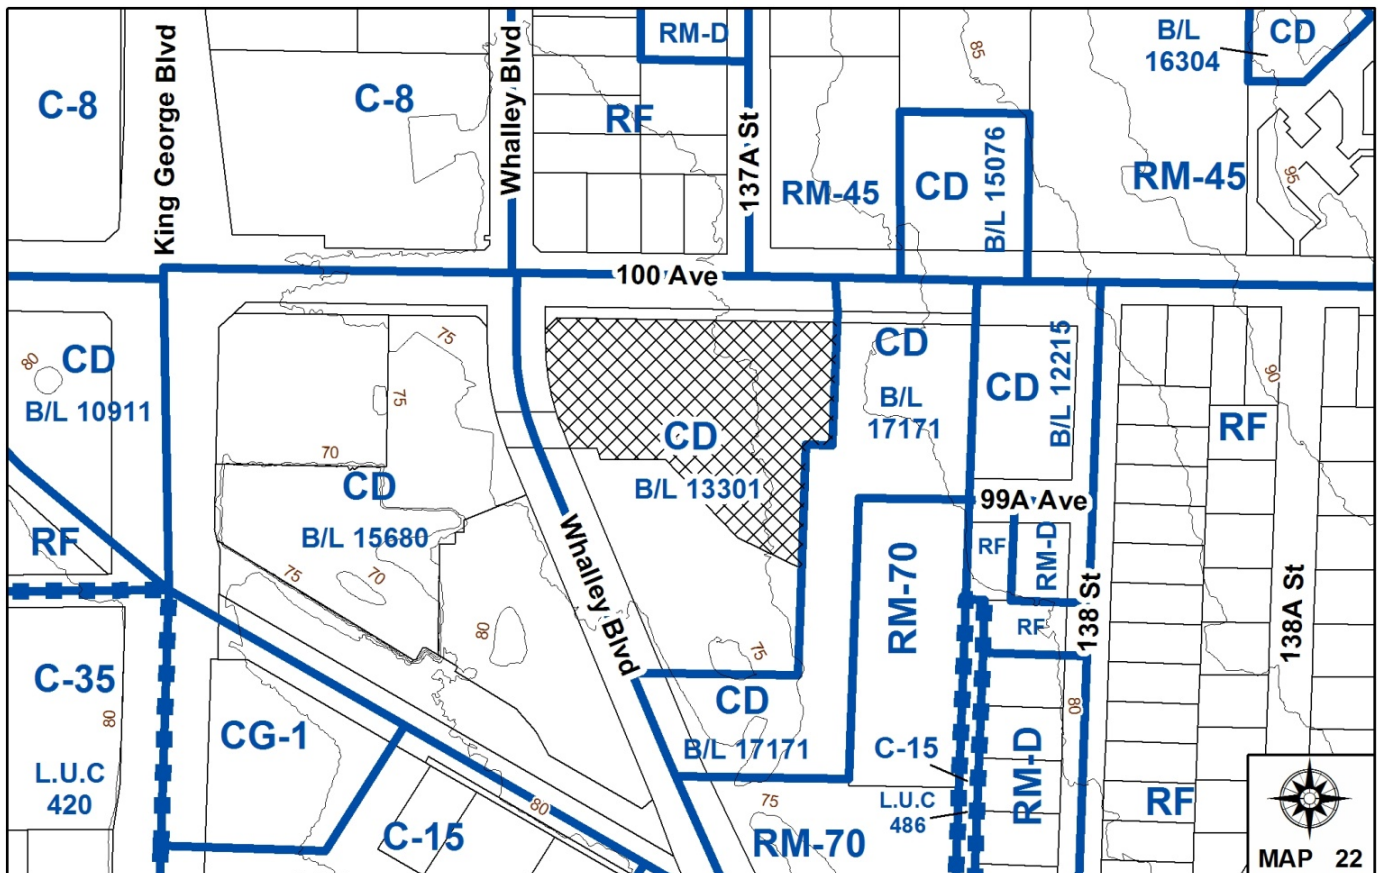 King George Blvd
Whalley Blvd
RM-D
B/L
16304
CD
85
C-8
C-8
RF
137A St
RM-45
CD
B/L 15076
RM-45
95
100 Ave
80
CD
B/L 10911
75
75
70
CD
B/L 15680
CD
B/L 13301
CD
B/L
17171
CD
B/L 12215
90
RF
99A Ave
RF
75
70
80
Whalley Blvd
RM-70
RF
RM-D
RF
138 St
138A St
C-35
80
L.U.C
420
CG-1
75
CD
B/L 17171
C-15
L.U.C
486
RM-D
80
RF
80
C-15
75
RM-70
MAP 22